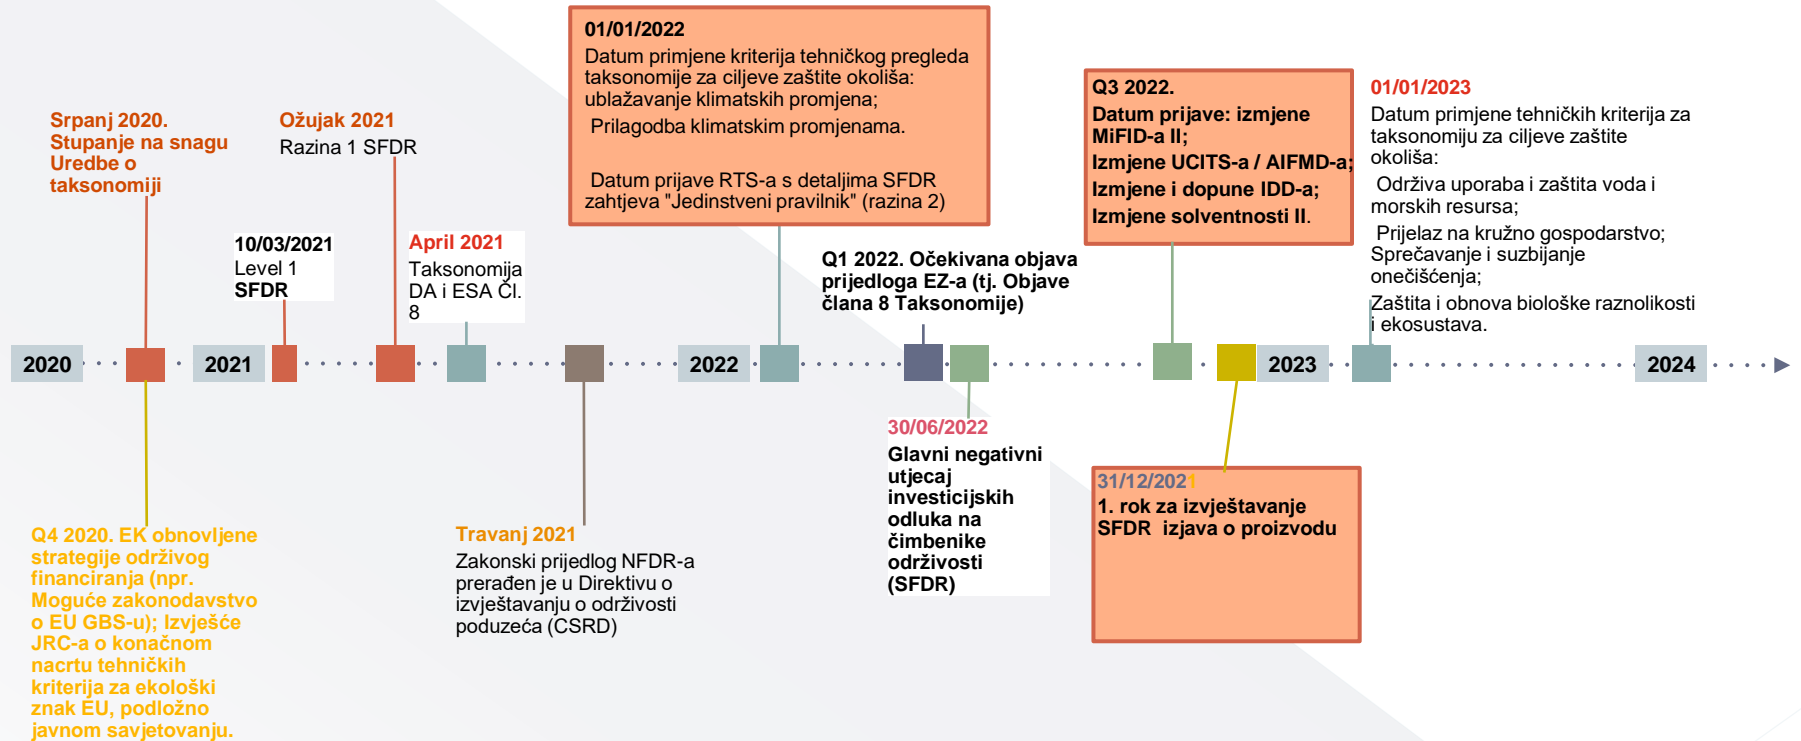 Srpanj 2020.
Stupanje na snagu
Uredbe o
taksonomiji
10/03/2021
Level 1
SFDR
Ožujak 2021
Razina 1 SFDR
April 2021
Taksonomija
DA i ESA Čl.
8
01/01/2022
Datum primjene kriterija tehničkog pregleda
taksonomije za ciljeve zaštite okoliša:
ublažavanje klimatskih promjena;
Prilagodba klimatskim promjenama.
Datum prijave RTS-a s detaljima SFDR
zahtjeva "Jedinstveni pravilnik" (razina 2)
Q1 2022. Očekivana objava
prijedloga EZ-a (tj. Objave
člana 8 Taksonomije)
Q3 2022.
Datum prijave: izmjene
MiFID-a II;
Izmjene UCITS-a / AIFMD-a;
Izmjene i dopune IDD-a;
Izmjene solventnosti II.
01/01/2023
Datum primjene tehničkih kriterija za
taksonomiju za ciljeve zaštite
okoliša:
Održiva uporaba i zaštita voda i
morskih resursa;
Prijelaz na kružno gospodarstvo;
Sprečavanje i suzbijanje
onečišćenja;
Zaštita i obnova biološke raznolikosti
i ekosustava.
2020
2021
2022
2023
2024
Q4 2020. EK obnovljene
strategije održivog
financiranja (npr.
Moguće zakonodavstvo
o EU GBS-u); Izvješće
JRC-a o konačnom
nacrtu tehničkih
kriterija za ekološki
znak EU, podložno
javnom savjetovanju.
Travanj 2021
Zakonski prijedlog NFDR-a
prerađen je u Direktivu o
izvještavanju o održivosti
poduzeća (CSRD)
30/06/2022
Glavni negativni
utjecaj
investicijskih
odluka na
čimbenike
održivosti
(SFDR)
31/12/2021
1. rok za izvještavanje
SFDR izjava o proizvodu